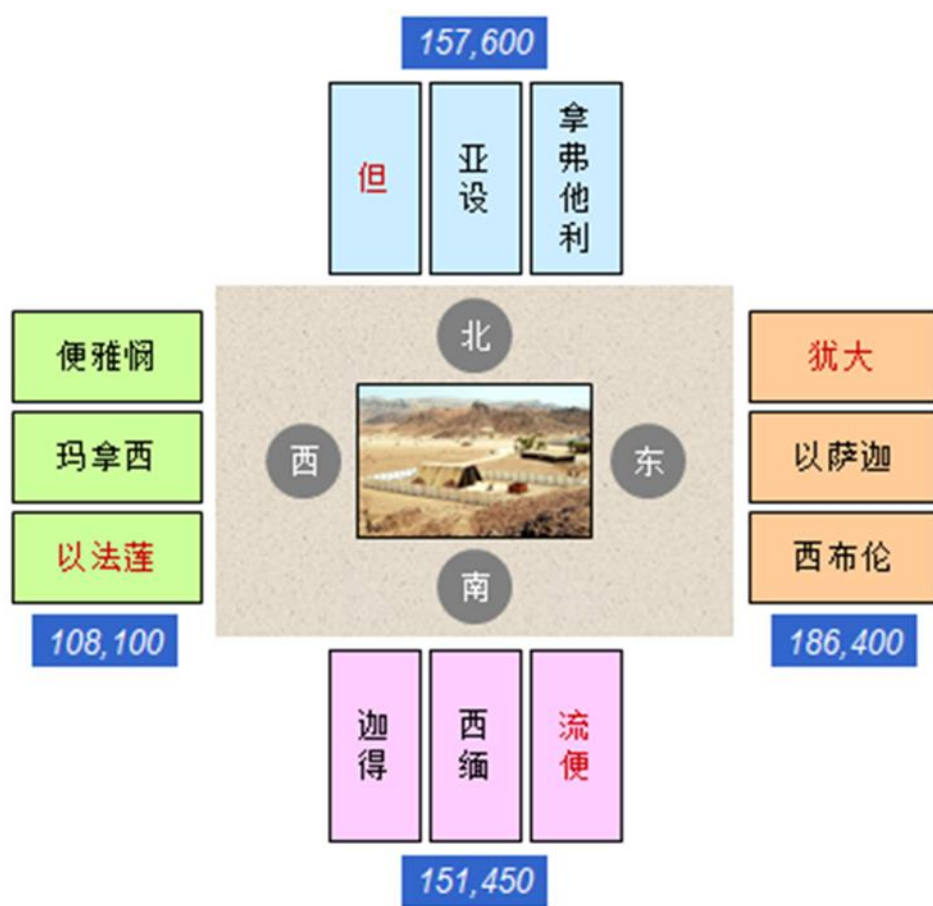 157,600
但
亚设
拿弗他利
北
便雅悯
玛拿西
以法莲
108,100
西
东
犹大
以萨迦
西布伦
186,400
南
迦得
西缅
流便
151,450